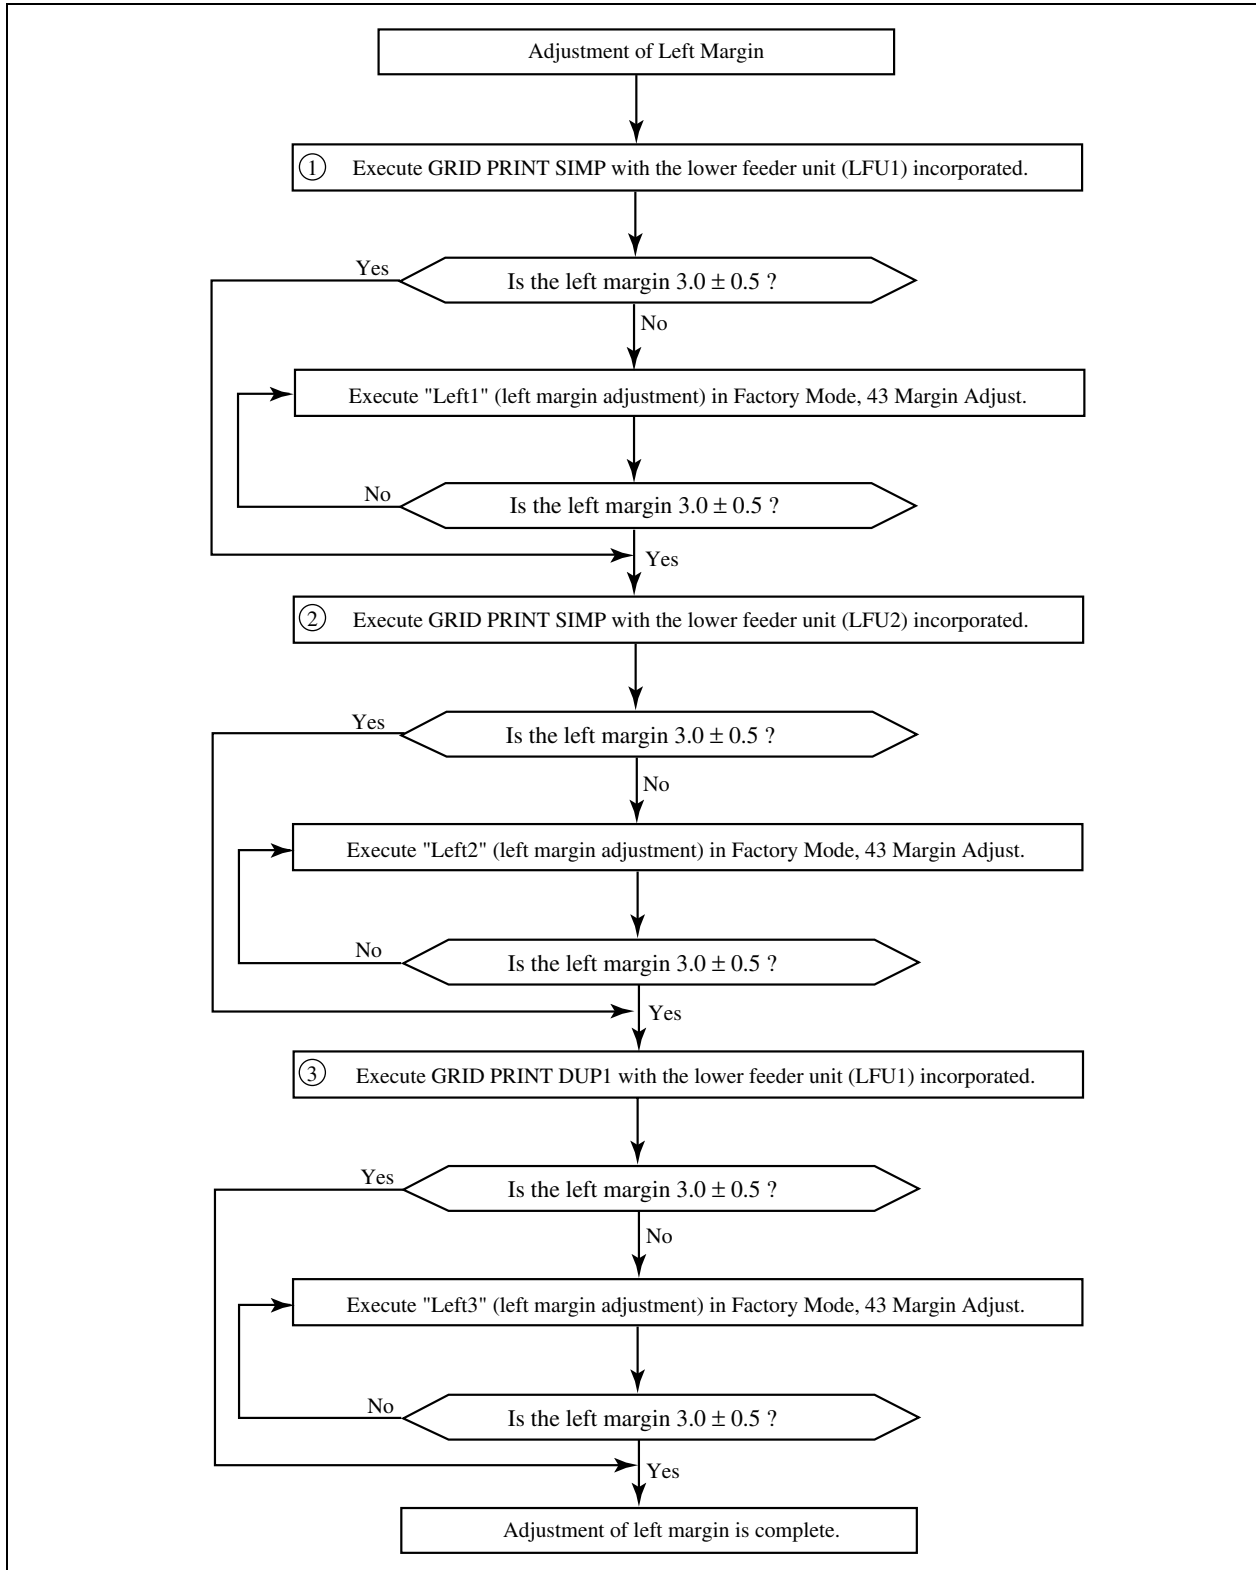 Adjustment of Left Margin
① Execute GRID PRINT SIMP with the lower feeder unit (LFU1) incorporated.
Yes
Is the left margin 3.0 ± 0.5 ?
No
Execute "Left1" (left margin adjustment) in Factory Mode, 43 Margin Adjust.
No
Is the left margin 3.0 ± 0.5 ?
Yes
② Execute GRID PRINT SIMP with the lower feeder unit (LFU2) incorporated.
Yes
Is the left margin 3.0 ± 0.5 ?
No
Execute "Left2" (left margin adjustment) in Factory Mode, 43 Margin Adjust.
No
Is the left margin 3.0 ± 0.5 ?
Yes
③ Execute GRID PRINT DUP1 with the lower feeder unit (LFU1) incorporated.
Yes
Is the left margin 3.0 ± 0.5 ?
No
Execute "Left3" (left margin adjustment) in Factory Mode, 43 Margin Adjust.
No
Is the left margin 3.0 ± 0.5 ?
Yes
Adjustment of left margin is complete.